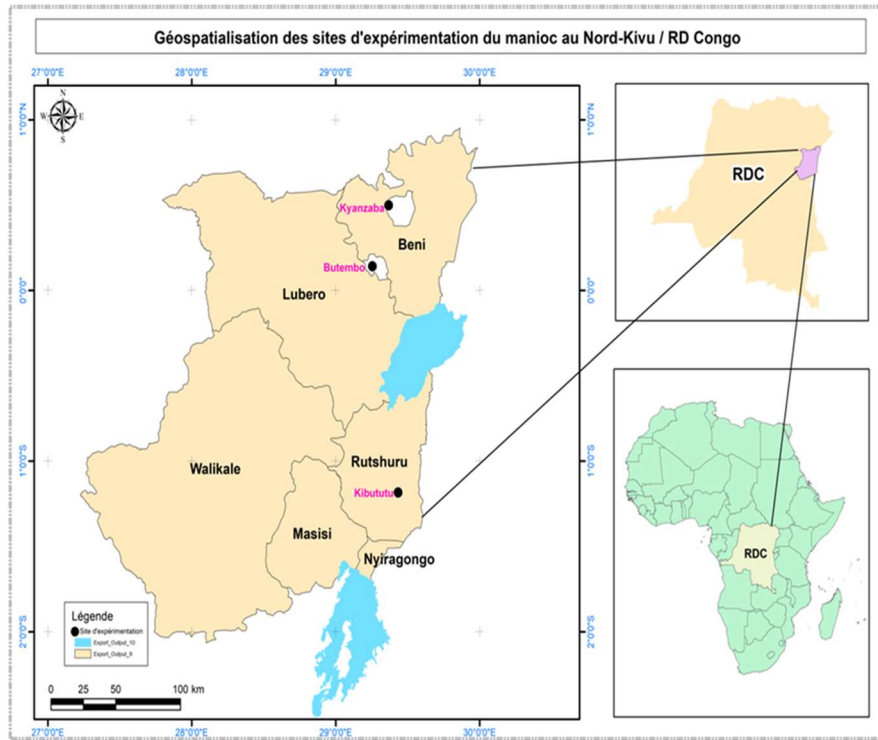 Géospatialisation des sites d'expérimentation du manioc au Nord-Kivu / RD Congo
27°0'0"E 28°0'0"E 29°0'0"E 30°0'0"E
N
W E
S
1°0'0"N
1°0'0"N
0°0'0"
0°0'0"
1°0'0"S
1°0'0"S
2°0'0"S
2°0'0"S
Kyanzaba
Beni
Butembo
Lubero
Walikale
Rutshuru
Kibututu
Masisi
Nyiragongo
Légende
Site d'expérimentation
Export_Output_10
Export_Output_9
0 25 50 100 km
27°0'0"E 28°0'0"E 29°0'0"E 30°0'0"E
RDC
RDC